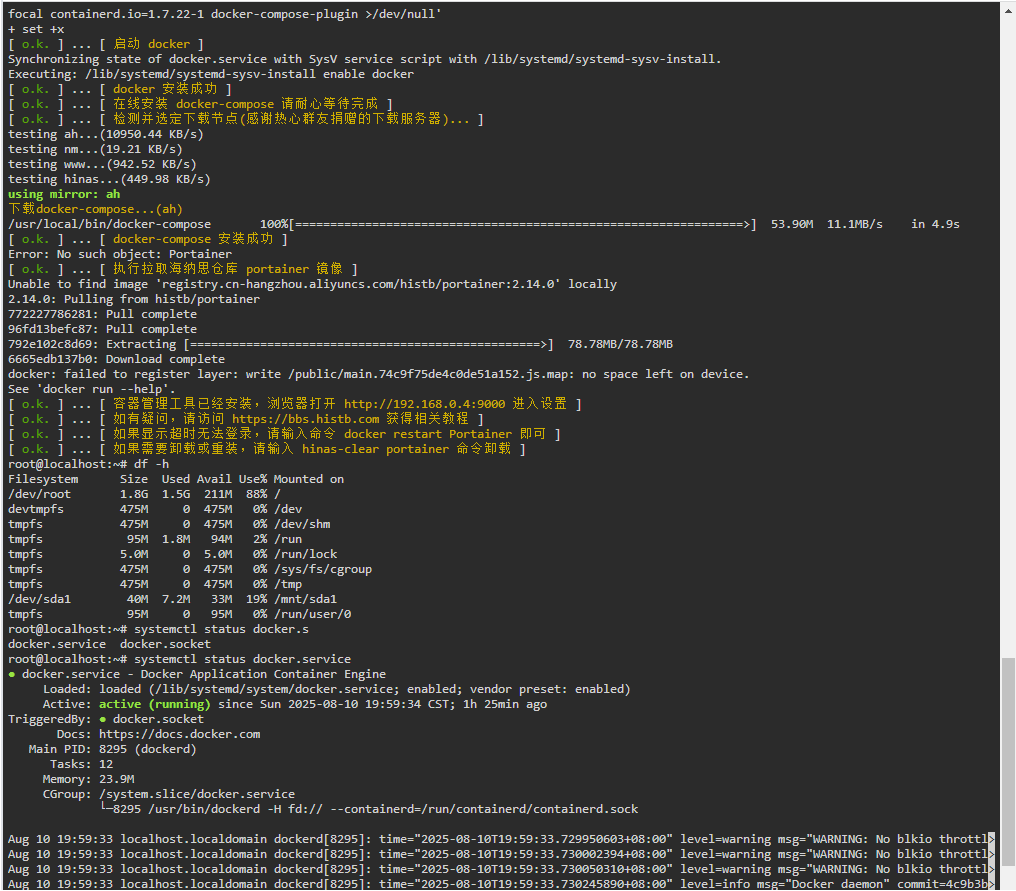 focal containerd.io=1.7.22-1 docker-compose-plugin >/dev/null'
+ set +x
[ o.k. ] ... [ 启动 docker ]
Synchronizing state of docker.service with SysV service script with /lib/systemd/systemd-sysv-install.
Executing: /lib/systemd/systemd-sysv-install enable docker
[ o.k. ] ... [ docker 安装成功 ]
[ o.k. ] ... [ 在线安装 docker-compose 请耐心等待完成 ]
[ o.k. ] ... [ 检测并选定下载节点(感谢热心群友捐赠的下载服务器)... ]
testing ah...(10950.44 KB/s)
testing nm...(19.21 KB/s)
testing www...(942.52 KB/s)
testing hinas...(449.98 KB/s)
using mirror: ah
下载docker-compose...(ah)
/usr/local/bin/docker-compose 100%[================================================================>] 53.90M 11.1MB/s in 4.9s
[ o.k. ] ... [ docker-compose 安装成功 ]
Error: No such object: Portainer
[ o.k. ] ... [ 执行拉取海纳思仓库 portainer 镜像 ]
Unable to find image 'registry.cn-hangzhou.aliyuncs.com/histb/portainer:2.14.0' locally
2.14.0: Pulling from histb/portainer
772227786281: Pull complete
96fd13befc87: Pull complete
792e102c8d69: Extracting [==================================================>] 78.78MB/78.78MB
6665edb137b0: Download complete
docker: failed to register layer: write /public/main.74c9f75de4c0de51a152.js.map: no space left on device.
See 'docker run --help'.
[ o.k. ] ... [ 容器管理工具已经安装，浏览器打开 http://192.168.0.4:9000 进入设置 ]
[ o.k. ] ... [ 如有疑问，请访问 https://bbs.histb.com 获得相关教程 ]
[ o.k. ] ... [ 如果显示超时无法登录，请输入命令 docker restart Portainer 即可 ]
[ o.k. ] ... [ 如果需要卸载或重装，请输入 hinas-clear portainer 命令卸载 ]
root@localhost:~# df -h
Filesystem Size Used Avail Use% Mounted on
/dev/root 1.8G 1.5G 211M 88% /
devtmpfs 475M 0 475M 0% /dev
tmpfs 475M 0 475M 0% /dev/shm
tmpfs 95M 1.8M 94M 2% /run
tmpfs 5.0M 0 5.0M 0% /run/lock
tmpfs 475M 0 475M 0% /sys/fs/cgroup
tmpfs 475M 0 475M 0% /tmp
/dev/sda1 40M 7.2M 33M 19% /mnt/sda1
tmpfs 95M 0 95M 0% /run/user/0
root@localhost:~# systemctl status docker.s
docker.service docker.socket
root@localhost:~# systemctl status docker.service
● docker.service - Docker Application Container Engine
Loaded: loaded (/lib/systemd/system/docker.service; enabled; vendor preset: enabled)
Active: active (running) since Sun 2025-08-10 19:59:34 CST; 1h 25min ago
TriggeredBy: ● docker.socket
Docs: https://docs.docker.com
Main PID: 8295 (dockerd)
Tasks: 12
Memory: 23.9M
CGroup: /system.slice/docker.service
└─8295 /usr/bin/dockerd -H fd:// --containerd=/run/containerd/containerd.sock
Aug 10 19:59:33 localhost.localdomain dockerd[8295]: time="2025-08-10T19:59:33.729950603+08:00" level=warning msg="WARNING: No blkio throttl>
Aug 10 19:59:33 localhost.localdomain dockerd[8295]: time="2025-08-10T19:59:33.730002394+08:00" level=warning msg="WARNING: No blkio throttl>
Aug 10 19:59:33 localhost.localdomain dockerd[8295]: time="2025-08-10T19:59:33.730050310+08:00" level=warning msg="WARNING: No blkio throttl>
Aug 10 19:59:33 localhost.localdomain dockerd[8295]: time="2025-08-10T19:59:33.730245890+08:00" level=info msg="Docker daemon" commit=4c9b3b>